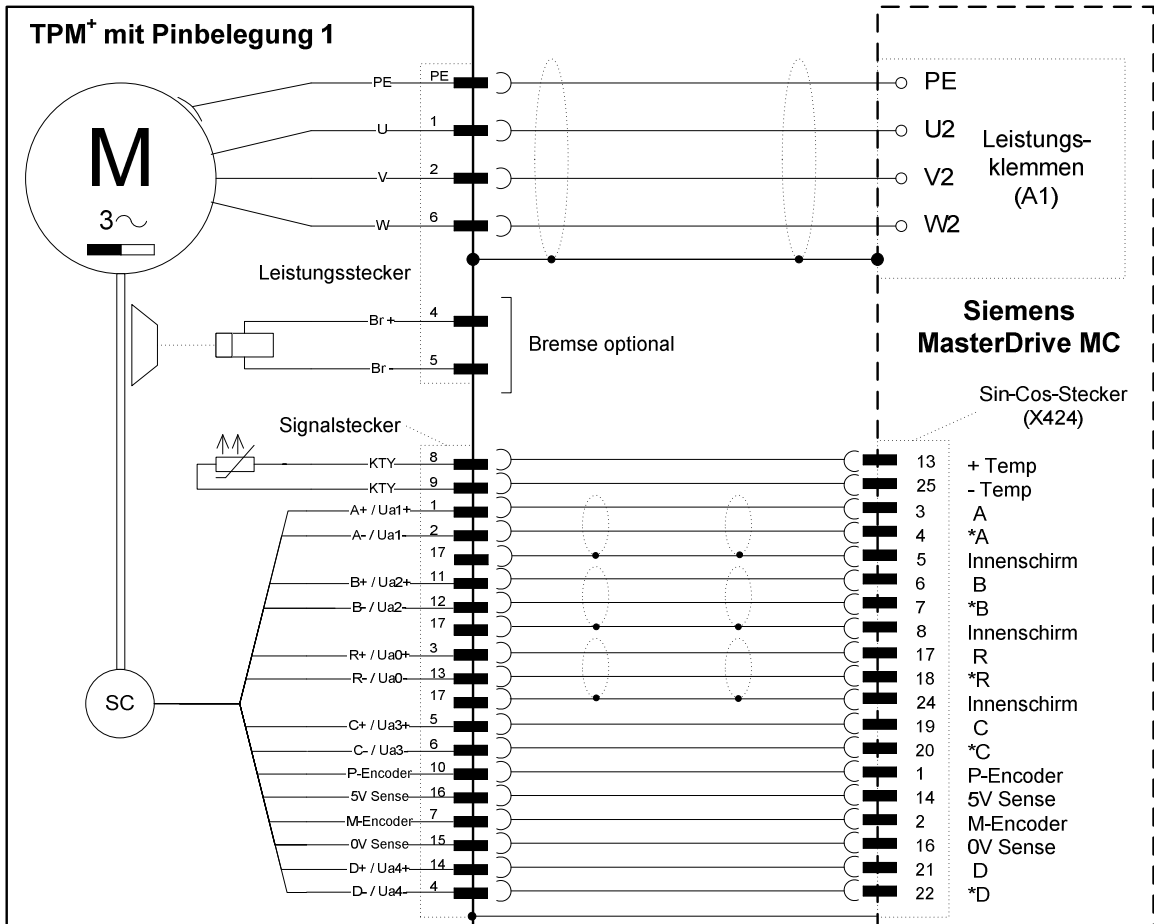 TPM+ mit Pinbelegung 1
PE PE PE
U 1 U2
V 2 V2
W 6 W2
Leistungs-
klemmen
(A1)
M
3
Leistungsstecker
Br + 4
Br - 5
Bremse optional
Siemens
MasterDrive MC
Sin-Cos-Stecker
(X424)
Signalstecker
KTY 8 13 + Temp
KTY 9 25 - Temp
A+ / Ua1+ 1 3 A
A- / Ua1- 2 4 *A
17 5 Innenschirm
B+ / Ua2+ 11 6 B
B- / Ua2- 12 7 *B
17 8 Innenschirm
R+ / Ua0+ 3 17 R
R- / Ua0- 13 18 *R
17 24 Innenschirm
SC
C+ / Ua3+ 5 19 C
C- / Ua3- 6 20 *C
P-Encoder 10 1 P-Encoder
5V Sense 16 14 5V Sense
M-Encoder 7 2 M-Encoder
0V Sense 15 16 0V Sense
D+ / Ua4+ 14 21 D
D- / Ua4- 4 22 *D